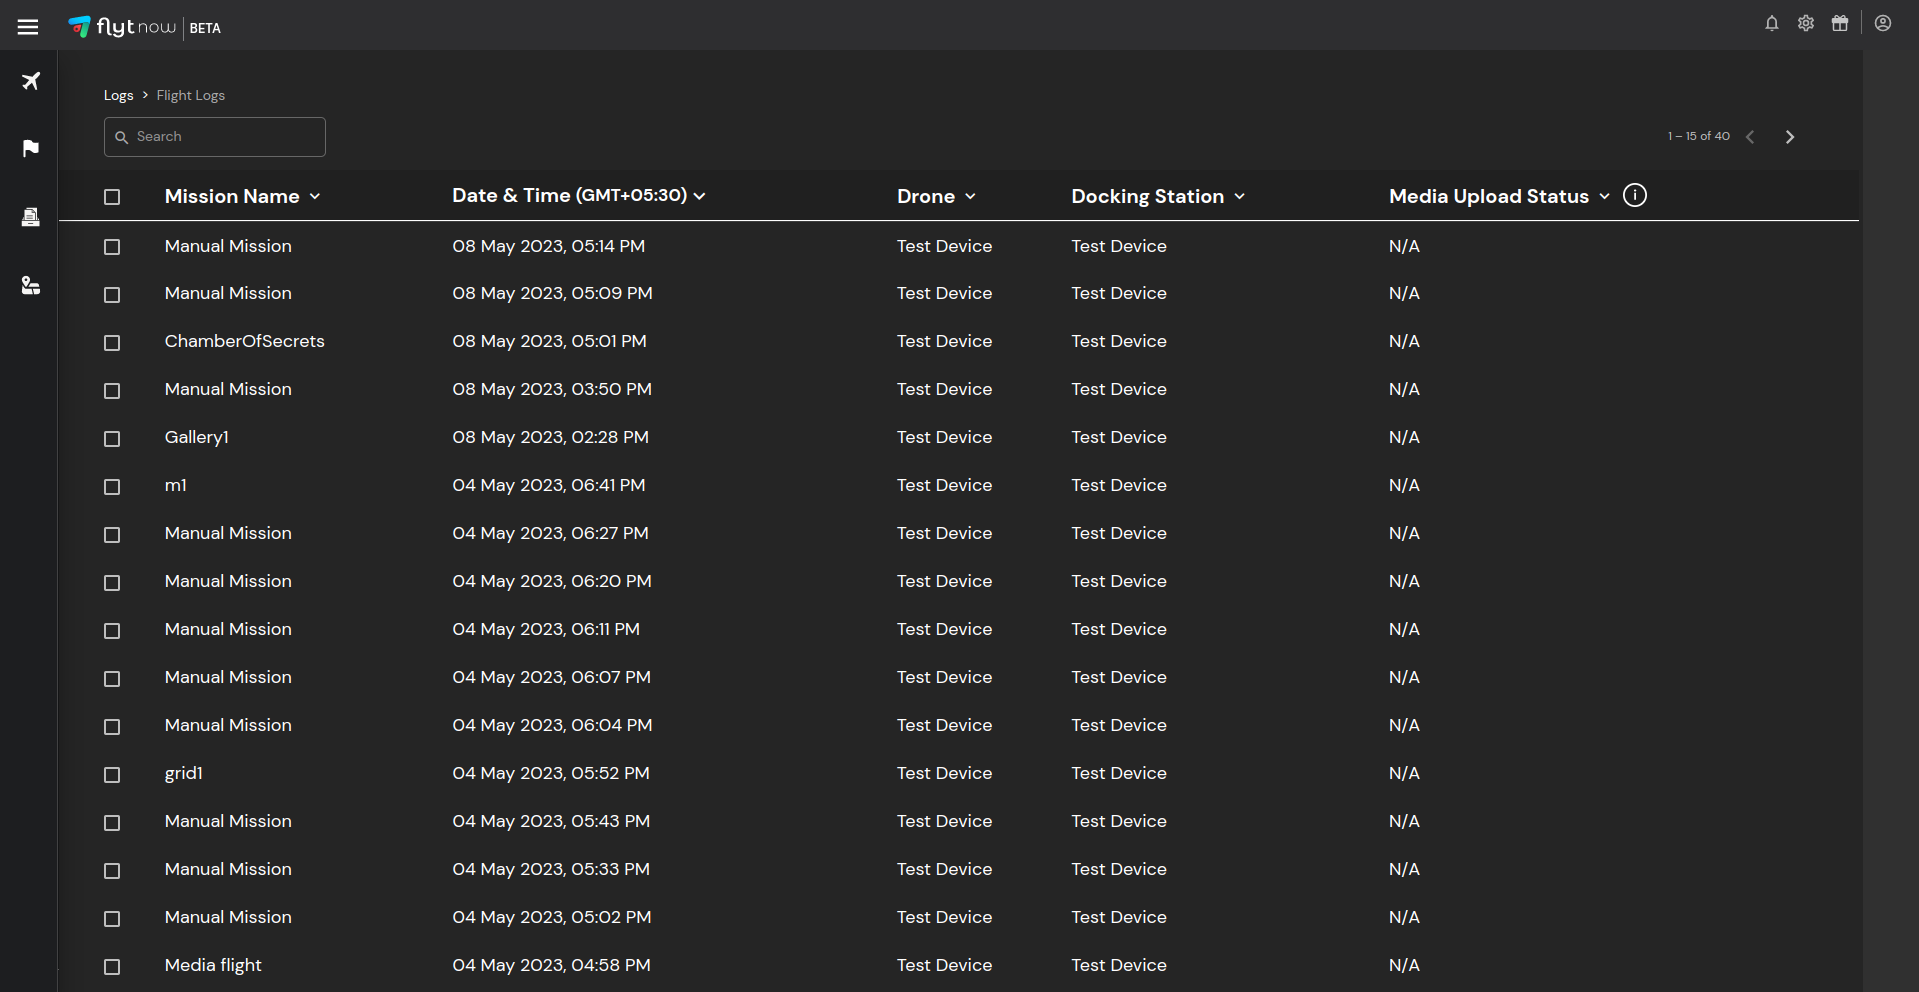 flytnow | BETA
Logs > Flight Logs
Search
1 – 15 of 40
Mission Name Date & Time (GMT+05:30) Drone Docking Station Media Upload Status
Manual Mission 08 May 2023, 05:14 PM Test Device Test Device N/A
Manual Mission 08 May 2023, 05:09 PM Test Device Test Device N/A
ChamberOfSecrets 08 May 2023, 05:01 PM Test Device Test Device N/A
Manual Mission 08 May 2023, 03:50 PM Test Device Test Device N/A
Gallery1 08 May 2023, 02:28 PM Test Device Test Device N/A
m1 04 May 2023, 06:41 PM Test Device Test Device N/A
Manual Mission 04 May 2023, 06:27 PM Test Device Test Device N/A
Manual Mission 04 May 2023, 06:20 PM Test Device Test Device N/A
Manual Mission 04 May 2023, 06:11 PM Test Device Test Device N/A
Manual Mission 04 May 2023, 06:07 PM Test Device Test Device N/A
Manual Mission 04 May 2023, 06:04 PM Test Device Test Device N/A
grid1 04 May 2023, 05:52 PM Test Device Test Device N/A
Manual Mission 04 May 2023, 05:43 PM Test Device Test Device N/A
Manual Mission 04 May 2023, 05:33 PM Test Device Test Device N/A
Manual Mission 04 May 2023, 05:02 PM Test Device Test Device N/A
Media flight 04 May 2023, 04:58 PM Test Device Test Device N/A